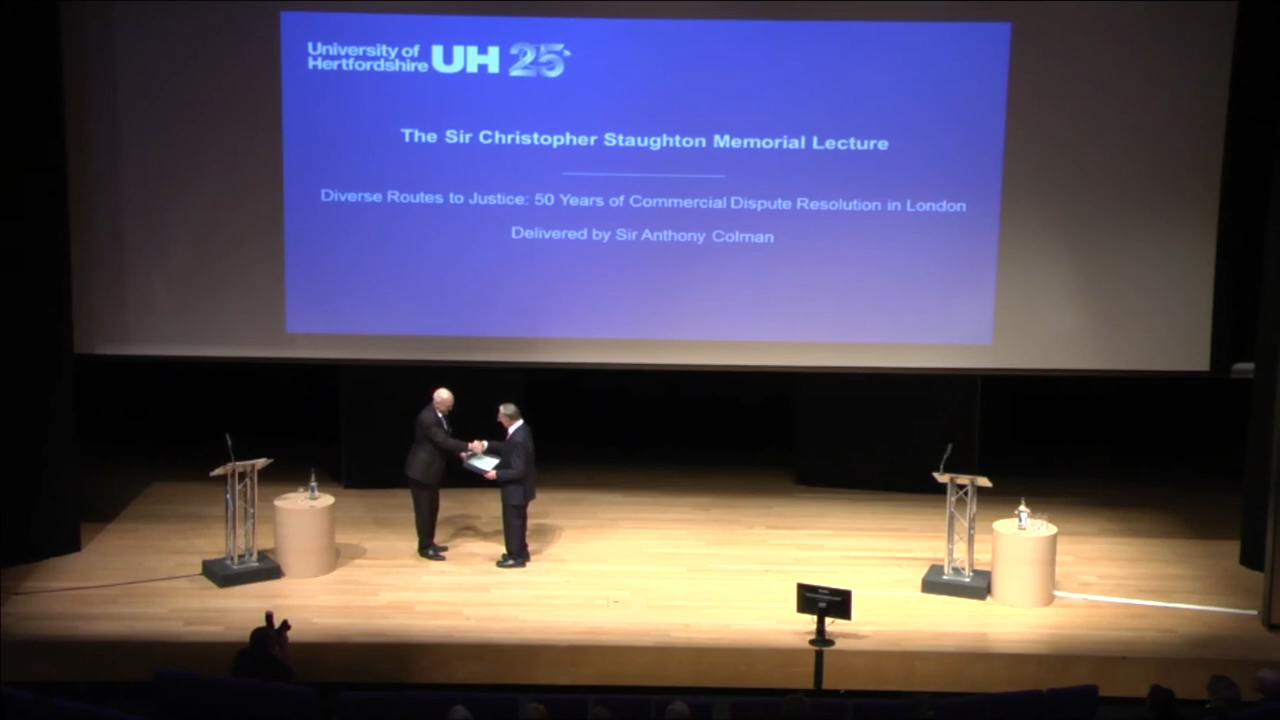 University of
Hertfordshire UH 25
The Sir Christopher Staughton Memorial Lecture
Diverse Routes to Justice: 50 Years of Commercial Dispute Resolution in London
Delivered by Sir Anthony Colman